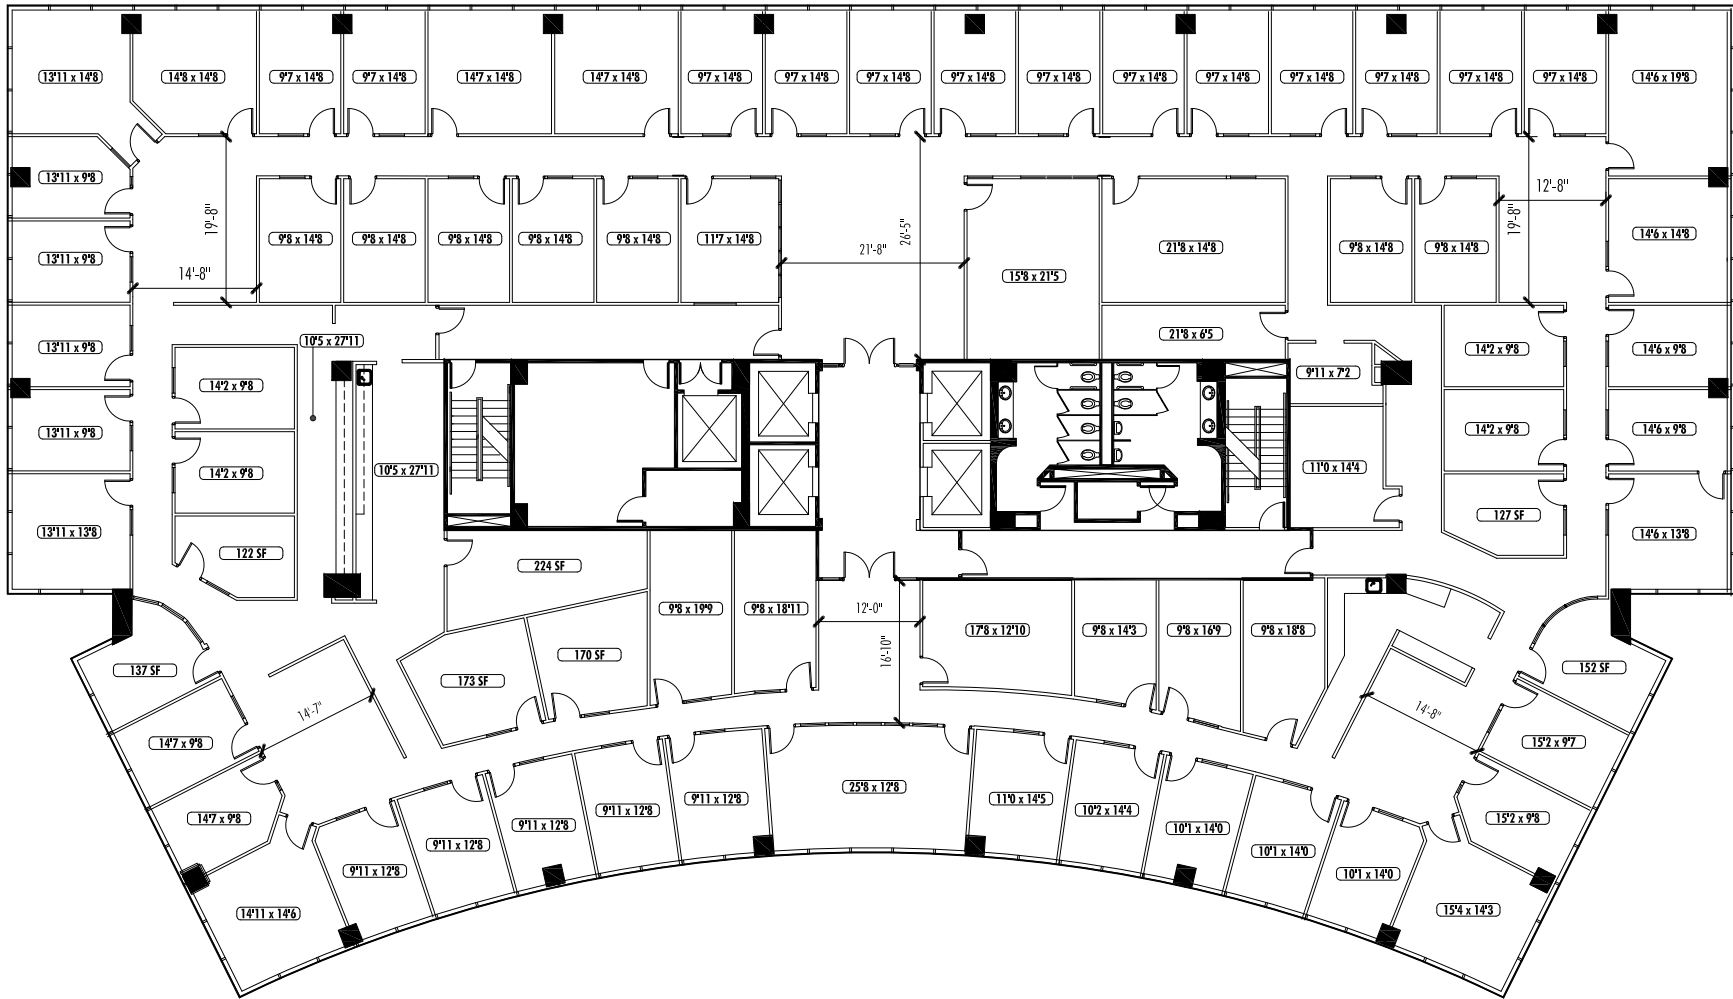 13'11 x 14'8
14'8 x 14'8
9'7 x 14'8
9'7 x 14'8
14'7 x 14'8
14'7 x 14'8
9'7 x 14'8
9'7 x 14'8
9'7 x 14'8
9'7 x 14'8
9'7 x 14'8
9'7 x 14'8
9'7 x 14'8
9'7 x 14'8
9'7 x 14'8
9'7 x 14'8
9'7 x 14'8
14'6 x 19'8
13'11 x 9'8
12'-8"
19'-8"
26'-5"
19'-8"
9'8 x 14'8
9'8 x 14'8
9'8 x 14'8
9'8 x 14'8
9'8 x 14'8
11'7 x 14'8
21'-8"
21'8 x 14'8
9'8 x 14'8
9'8 x 14'8
14'6 x 14'8
13'11 x 9'8
14'-8"
15'8 x 21'5
10'5 x 27'11
21'8 x 6'5
13'11 x 9'8
14'2 x 9'8
14'6 x 9'8
14'2 x 9'8
9'11 x 7'2
13'11 x 9'8
14'2 x 9'8
14'6 x 9'8
14'2 x 9'8
10'5 x 27'11
11'0 x 14'4
13'11 x 13'8
127 SF
14'6 x 13'8
122 SF
224 SF
9'8 x 19'9
9'8 x 18'11
12'-0"
17'8 x 12'10
9'8 x 14'3
9'8 x 16'9
9'8 x 18'8
16'-10"
137 SF
173 SF
170 SF
152 SF
14'-7"
14'-8"
14'7 x 9'8
15'2 x 9'7
14'7 x 9'8
9'11 x 12'8
9'11 x 12'8
9'11 x 12'8
9'11 x 12'8
9'11 x 12'8
25'8 x 12'8
11'0 x 14'5
10'2 x 14'4
10'1 x 14'0
10'1 x 14'0
10'1 x 14'0
15'2 x 9'8
14'11 x 14'6
15'4 x 14'3